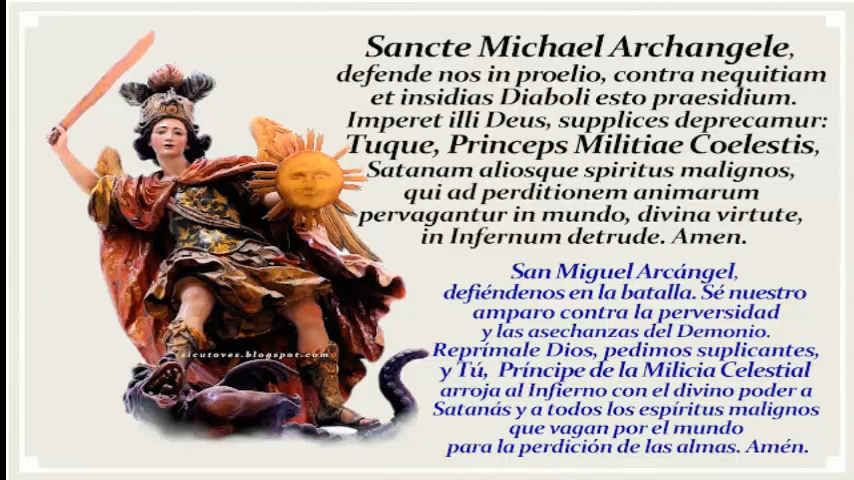 Sancte Michael Archangele,
defende nos in proelio, contra nequitiam
et insidias Diaboli esto praesidium.
Imperet illi Deus, supplices deprecamur:
Tuque, Princeps Militiae Coelestis,
Satanam aliosque spiritus malignos,
qui ad perditionem animarum
pervagantur in mundo, divina virtute,
in Infernum detrude. Amen.
San Miguel Arcángel,
defiéndenos en la batalla. Sé nuestro
amparo contra la perversidad
y las asechanzas del Demonio.
Reprímale Dios, pedimos suplicantes,
y Tú, Príncipe de la Milicia Celestial
arroja al Infierno con el divino poder a
Satanás y a todos los espíritus malignos
que vagan por el mundo
para la perdición de las almas. Amén.
sicutoves.blogspot.com